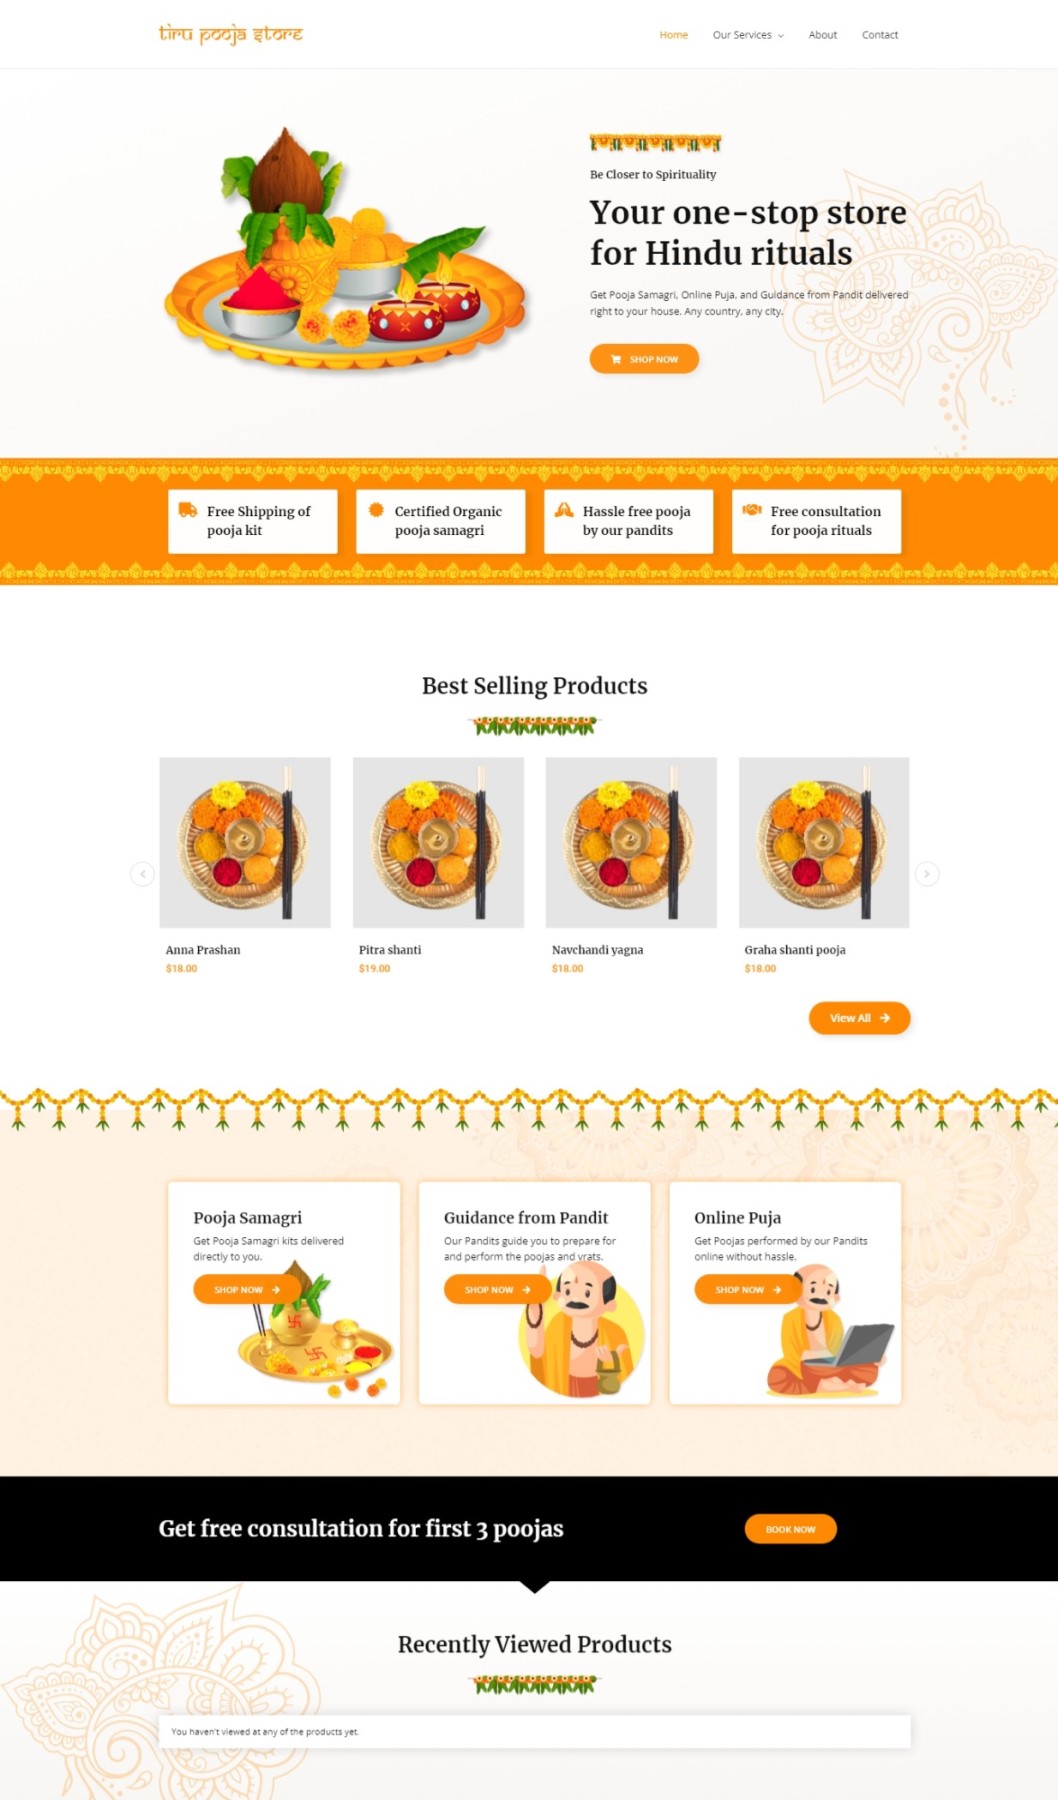 tiru pooja store
Home Our Services About Contact
Be Closer to Spirituality
Your one-stop store
for Hindu rituals
Get Pooja Samagri, Online Puja, and Guidance from Pandit delivered
right to your house. Any country, any city.
SHOP NOW
Free Shipping of
pooja kit
Certified Organic
pooja samagri
Hassle free pooja
by our pandits
Free consultation
for pooja rituals
Best Selling Products
Anna Prashan
$18.00
Pitra shanti
$19.00
Navchandi yagna
$18.00
Graha shanti pooja
$18.00
View All
Pooja Samagri
Get Pooja Samagri kits delivered
directly to you.
SHOP NOW
Guidance from Pandit
Our Pandits guide you to prepare for
and perform the poojas and vrats.
SHOP NOW
Online Puja
Get Poojas performed by our Pandits
online without hassle.
SHOP NOW
Get free consultation for first 3 poojas
BOOK NOW
Recently Viewed Products
You haven't viewed at any of the products yet.